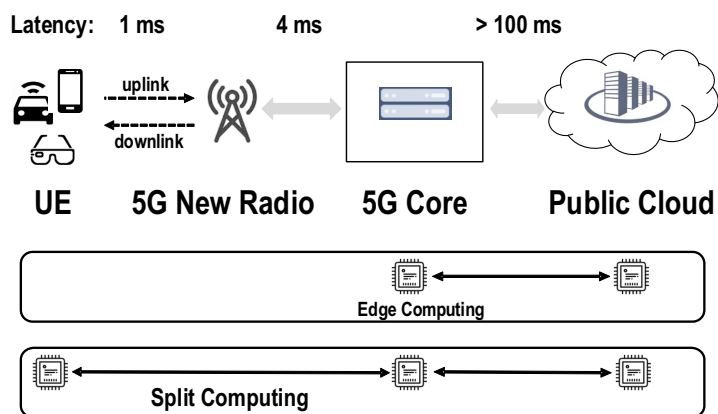 Latency: 1 ms 4 ms > 100 ms
uplink
downlink
UE 5G New Radio 5G Core Public Cloud
Edge Computing
Split Computing